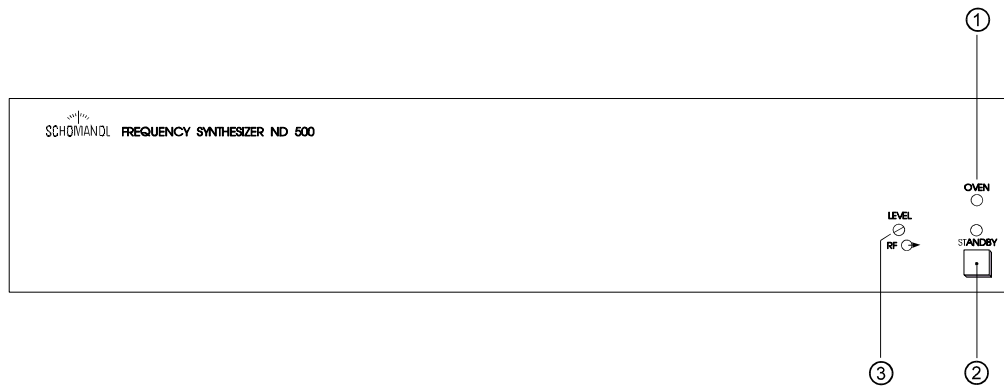 1
SCHOMANDL FREQUENCY SYNTHESIZER ND 500
OVEN
LEVEL
STANDBY
RF
3
2